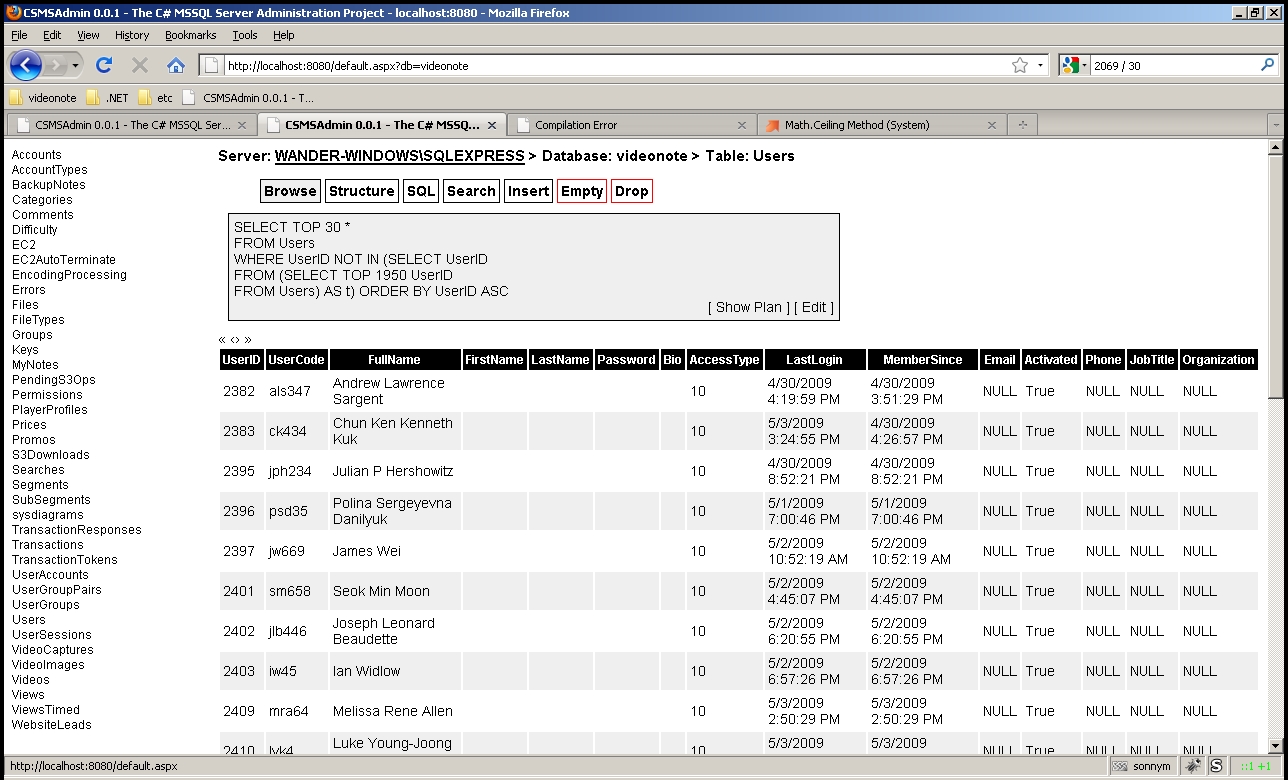 CSMSAdmin 0.0.1 - The C# MSSQL Server Administration Project - localhost:8080 - Mozilla Firefox
File Edit View History Bookmarks Tools Help
http://localhost:8080/default.aspx?db=videonote
2069 / 30
videonote .NET etc CSMSAdmin 0.0.1 - T...
CSMSAdmin 0.0.1 - The C# MSSQL Ser...
CSMSAdmin 0.0.1 - The C# MSSQ...
Compilation Error
Math.Ceiling Method (System)
Accounts
AccountTypes
BackupNotes
Categories
Comments
Difficulty
EC2
EC2AutoTerminate
EncodingProcessing
Errors
Files
FileTypes
Groups
Keys
MyNotes
PendingS3Ops
Permissions
PlayerProfiles
Prices
Promos
S3Downloads
Searches
Segments
SubSegments
sysdiagrams
TransactionResponses
Transactions
TransactionTokens
UserAccounts
UserGroupPairs
UserGroups
Users
UserSessions
VideoCaptures
VideoImages
Videos
Views
ViewsTimed
WebsiteLeads
Server: WANDER-WINDOWS\SQLEXPRESS > Database: videonote > Table: Users
Browse Structure SQL Search Insert Empty Drop
SELECT TOP 30 *
FROM Users
WHERE UserID NOT IN (SELECT UserID
FROM (SELECT TOP 1950 UserID
FROM Users) AS t) ORDER BY UserID ASC
[ Show Plan ] [ Edit ]
« <> »
UserID UserCode FullName FirstName LastName Password Bio AccessType LastLogin MemberSince Email Activated Phone JobTitle Organization
2382 als347 Andrew Lawrence Sargent 10 4/30/2009 4:19:59 PM 4/30/2009 3:51:29 PM NULL True NULL NULL NULL
2383 ck434 Chun Ken Kenneth Kuk 10 5/3/2009 3:24:55 PM 4/30/2009 4:26:57 PM NULL True NULL NULL NULL
2395 jph234 Julian P Hershowitz 10 4/30/2009 8:52:21 PM 4/30/2009 8:52:21 PM NULL True NULL NULL NULL
2396 psd35 Polina Sergeyevna Danilyuk 10 5/1/2009 7:00:46 PM 5/1/2009 7:00:46 PM NULL True NULL NULL NULL
2397 jw669 James Wei 10 5/2/2009 10:52:19 AM 5/2/2009 10:52:19 AM NULL True NULL NULL NULL
2401 sm658 Seok Min Moon 10 5/2/2009 4:45:07 PM 5/2/2009 4:45:07 PM NULL True NULL NULL NULL
2402 jlb446 Joseph Leonard Beaudette 10 5/2/2009 6:20:55 PM 5/2/2009 6:20:55 PM NULL True NULL NULL NULL
2403 iw45 Ian Widlow 10 5/2/2009 6:57:26 PM 5/2/2009 6:57:26 PM NULL True NULL NULL NULL
2409 mra64 Melissa Rene Allen 10 5/3/2009 2:50:29 PM 5/3/2009 2:50:29 PM NULL True NULL NULL NULL
2410 lyk4 Luke Young-Joong 10 5/3/2009 5/3/2009 NULL True NULL NULL NULL
http://localhost:8080/default.aspx
sonnym
S
::1 +1